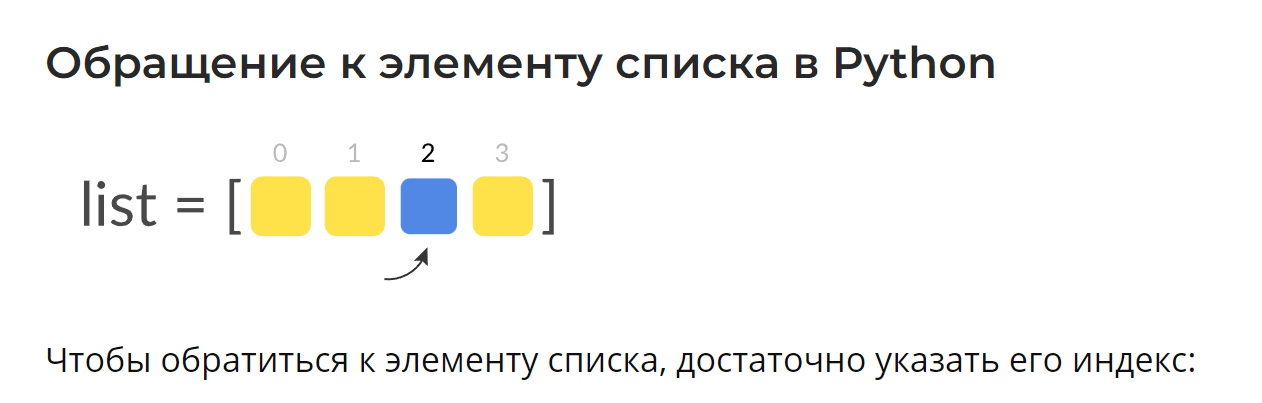 Обращение к элементу списка в Python
0 1 2 3
list = [ ]
Чтобы обратиться к элементу списка, достаточно указать его индекс: